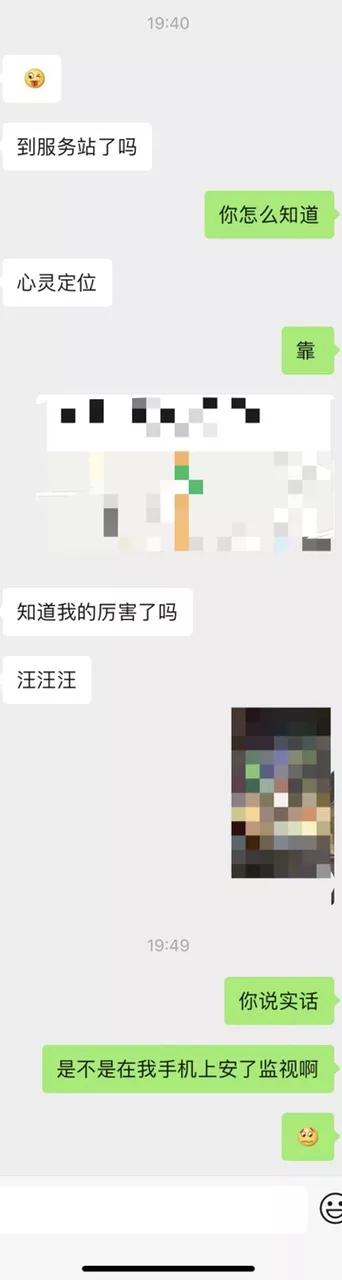 19:40
到服务站了吗
你怎么知道
心灵定位
靠
知道我的厉害了吗
汪汪汪
19:49
你说实话
是不是在我手机上安了监视啊